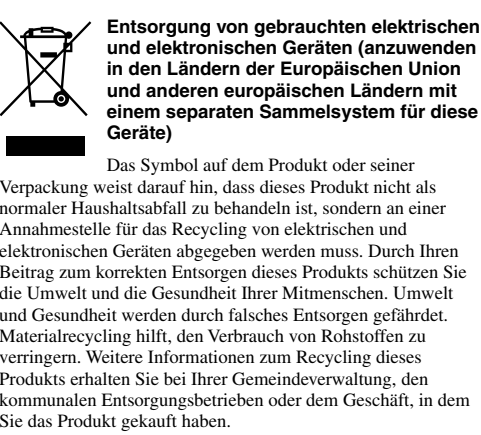 Entsorgung von gebrauchten elektrischen
und elektronischen Geräten (anzuwenden
in den Ländern der Europäischen Union
und anderen europäischen Ländern mit
einem separaten Sammelsystem für diese
Geräte)
Das Symbol auf dem Produkt oder seiner
Verpackung weist darauf hin, dass dieses Produkt nicht als
normaler Haushaltsabfall zu behandeln ist, sondern an einer
Annahmestelle für das Recycling von elektrischen und
elektronischen Geräten abgegeben werden muss. Durch Ihren
Beitrag zum korrekten Entsorgen dieses Produkts schützen Sie
die Umwelt und die Gesundheit Ihrer Mitmenschen. Umwelt
und Gesundheit werden durch falsches Entsorgen gefährdet.
Materialrecycling hilft, den Verbrauch von Rohstoffen zu
verringern. Weitere Informationen zum Recycling dieses
Produkts erhalten Sie bei Ihrer Gemeindeverwaltung, den
kommunalen Entsorgungsbetrieben oder dem Geschäft, in dem
Sie das Produkt gekauft haben.